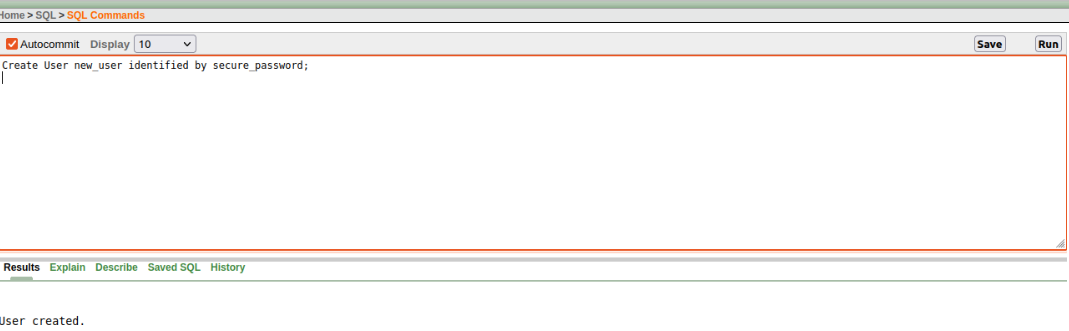 Home > SQL > SQL Commands
Autocommit Display 10 Save Run
Create User new_user identified by secure_password;
Results Explain Describe Saved SQL History
User created.